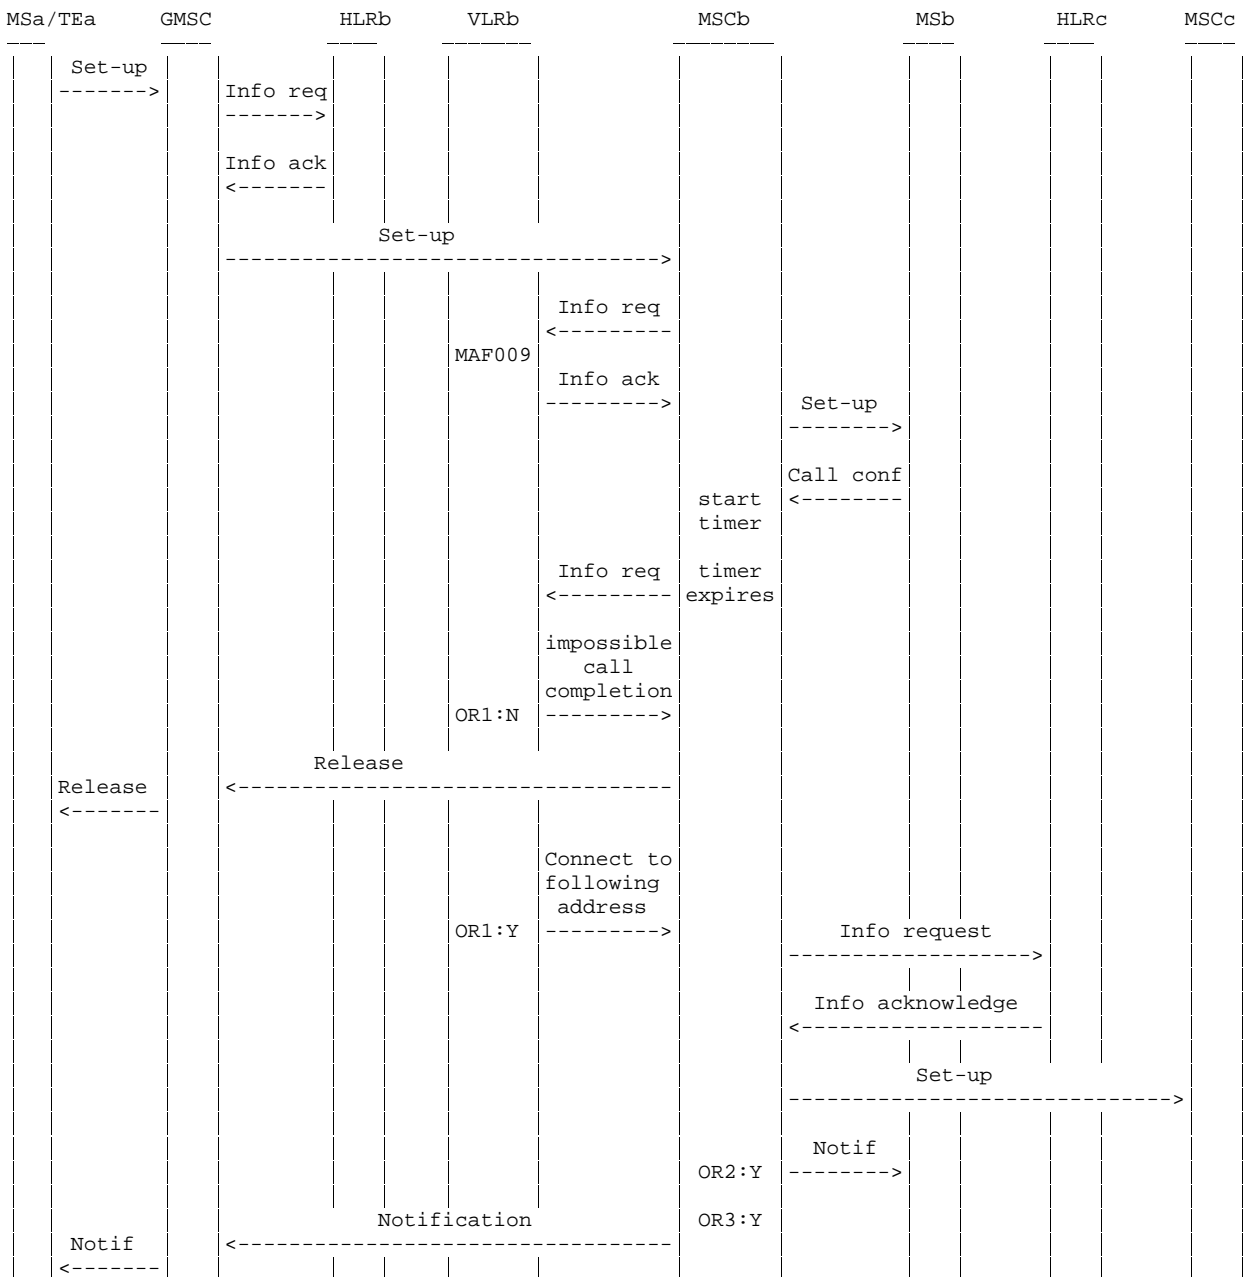 MSa/TEa GMSC HLRb VLRb MSCb MSb HLRc MSCc
Set-up
-------> Info req
------->
Info ack
<-------
Set-up
---------------------------------->
Info req
<---------
MAF009
Info ack
---------> Set-up
-------->
Call conf
start <--------
timer
Info req timer
<--------- expires
impossible
call
completion
OR1:N --------->
Release
Release <----------------------------------
<-------
Connect to
following
address
OR1:Y ---------> Info request
------------------->
Info acknowledge
<-------------------
Set-up
------------------------------>
Notif
OR2:Y -------->
Notification OR3:Y
Notif <----------------------------------
<-------